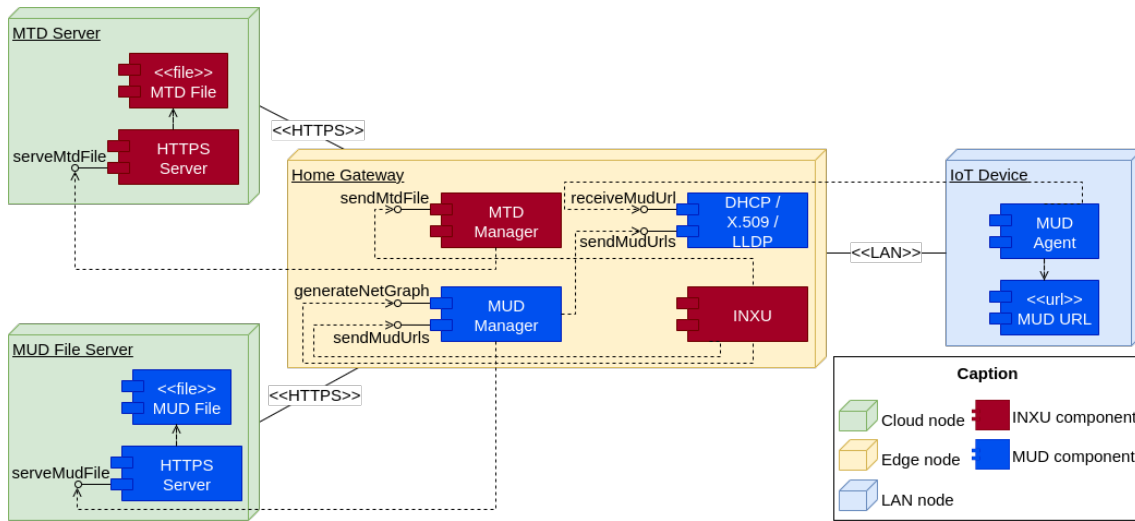 MTD Server
<<file>>
MTD File
HTTPS
Server
serveMtdFile
<<HTTPS>>
Home Gateway
sendMtdFile
MTD
Manager
receiveMudUrl
sendMudUrls
DHCP /
X.509 /
LLDP
generateNetGraph
sendMudUrls
MUD
Manager
INXU
<<LAN>>
IoT Device
MUD
Agent
<<url>>
MUD URL
MUD File Server
<<file>>
MUD File
HTTPS
Server
serveMudFile
<<HTTPS>>
Caption
Cloud node
INXU component
Edge node
MUD component
LAN node